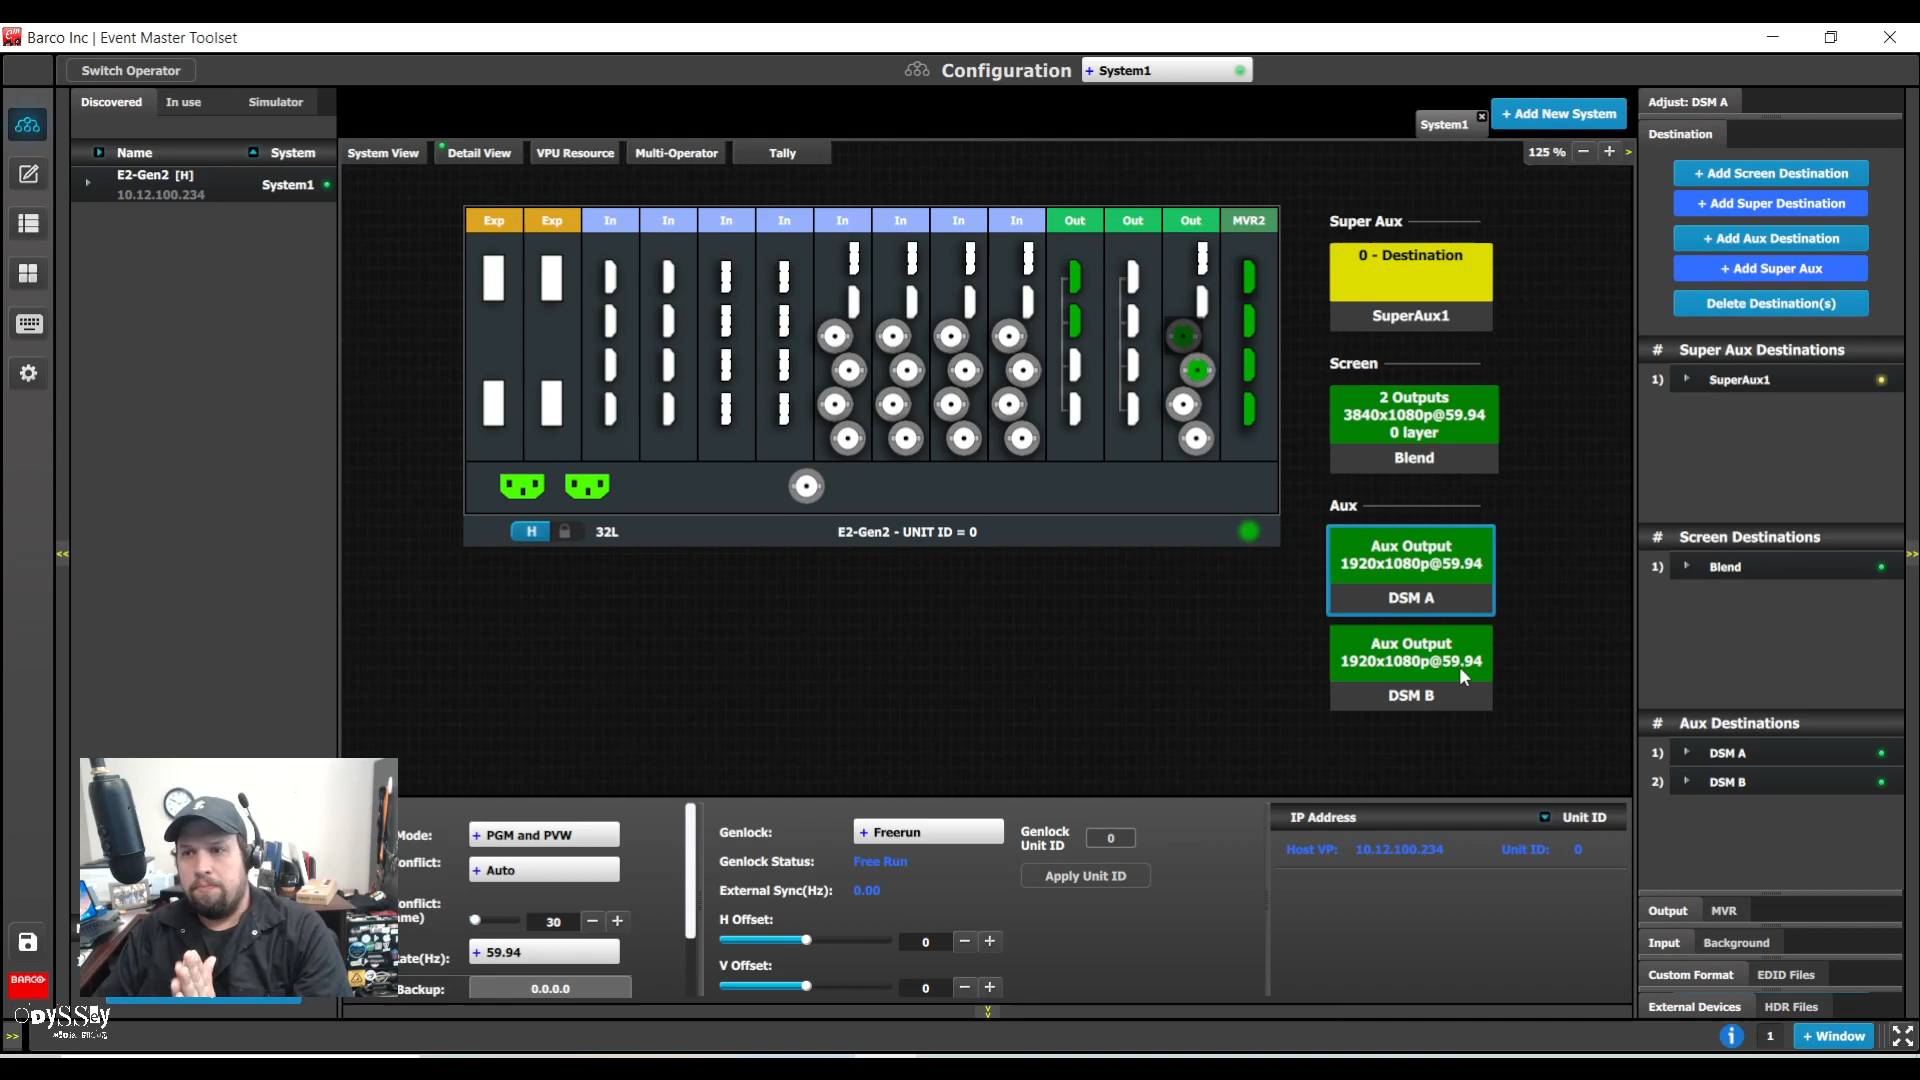 Barco Inc | Event Master Toolset
Switch Operator
Configuration
+ System1
Discovered
In use
Simulator
Name
System
E2-Gen2 [H]
10.12.100.234
System1
System View
Detail View
VPU Resource
Multi-Operator
Tally
System1
+ Add New System
125 %
Exp
Exp
In
In
In
In
In
In
In
In
Out
Out
Out
MVR2
H
32L
E2-Gen2 - UNIT ID = 0
Super Aux
0 - Destination
SuperAux1
Screen
2 Outputs
3840x1080p@59.94
0 layer
Blend
Aux
Aux Output
1920x1080p@59.94
DSM A
Aux Output
1920x1080p@59.94
DSM B
Adjust: DSM A
Destination
+ Add Screen Destination
+ Add Super Destination
+ Add Aux Destination
+ Add Super Aux
Delete Destination(s)
# Super Aux Destinations
1) SuperAux1
# Screen Destinations
1) Blend
# Aux Destinations
1) DSM A
2) DSM B
Output
MVR
Input
Background
Custom Format
EDID Files
External Devices
HDR Files
Mode:
+ PGM and PVW
onflict:
+ Auto
onflict:
me)
30
ate(Hz):
+ 59.94
Backup:
0.0.0.0
Genlock:
+ Freerun
Genlock
Unit ID
0
Genlock Status:
Free Run
Apply Unit ID
External Sync(Hz):
0.00
H Offset:
0
V Offset:
0
IP Address
Unit ID
Host VP:
10.12.100.234
Unit ID:
0
BARCO
Odyssey
MEDIA GROUP
1
+ Window